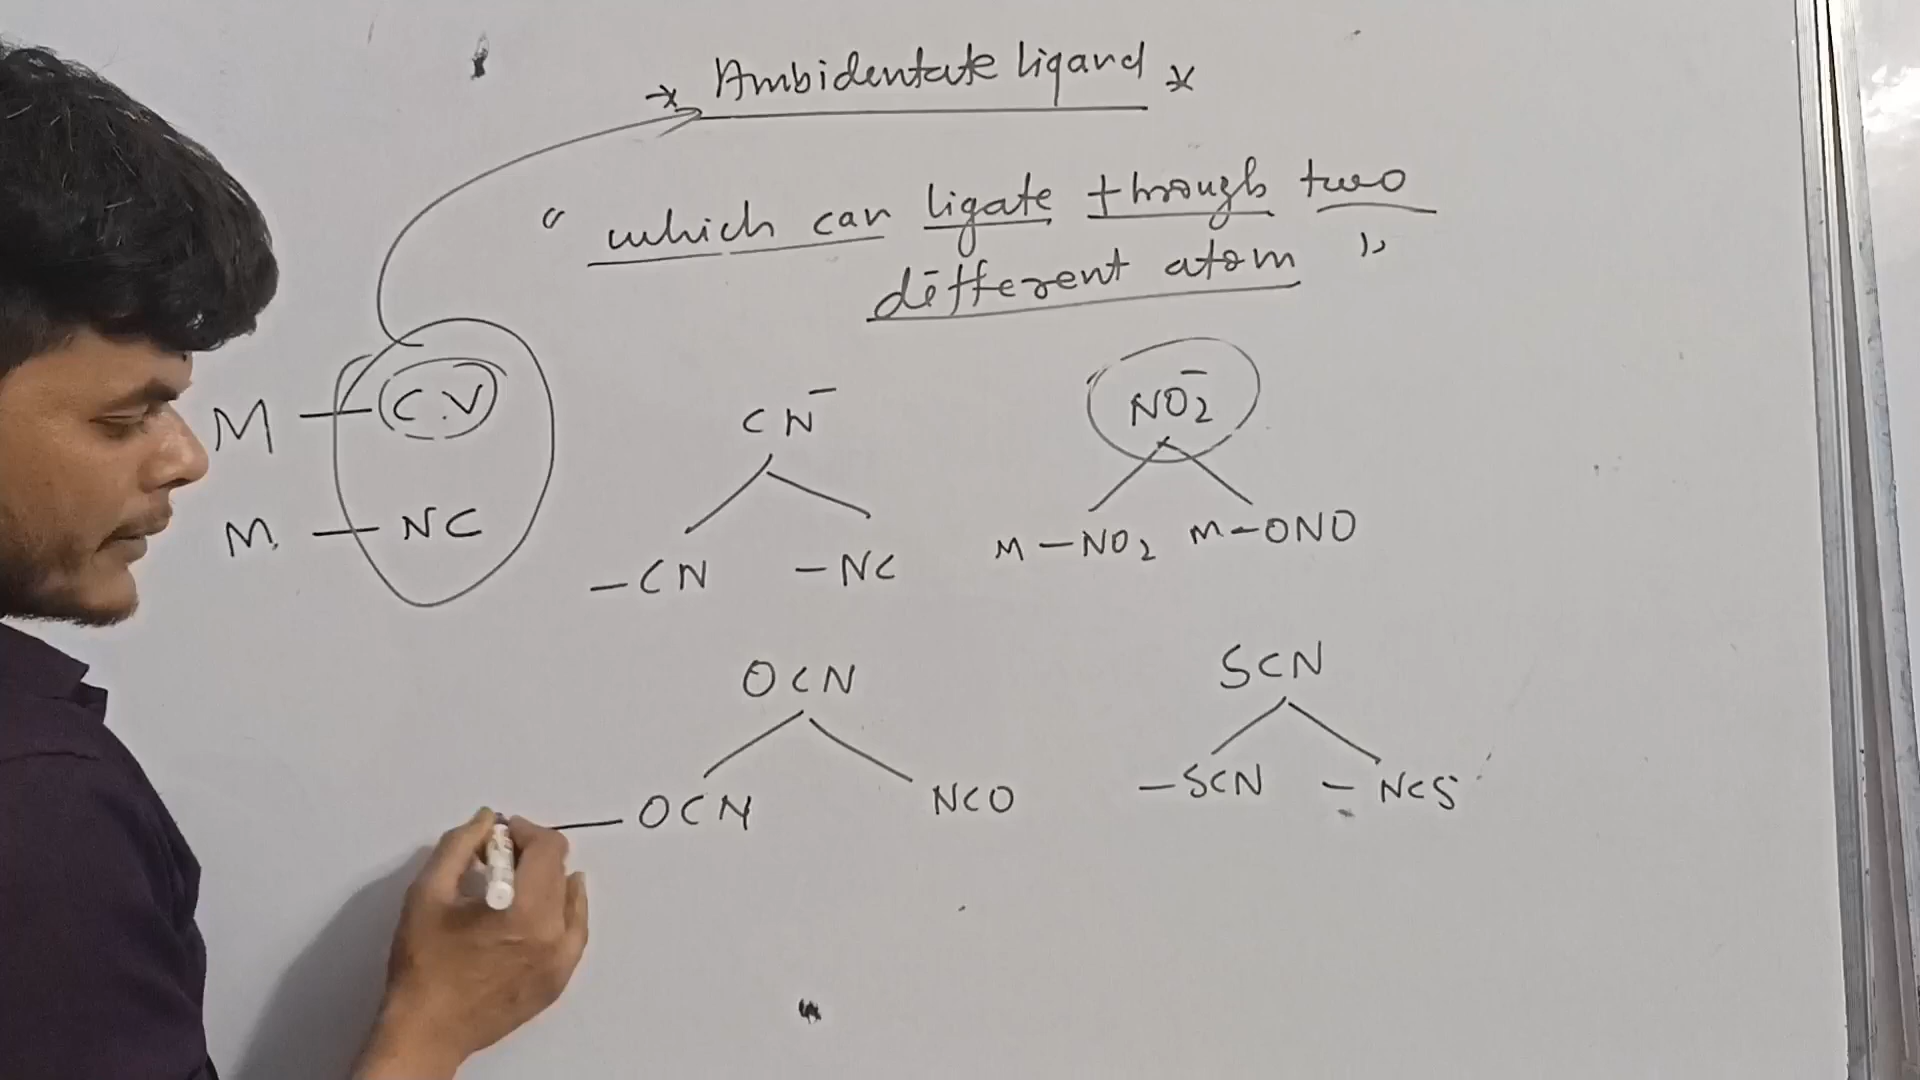 * Ambidentate ligand *
" which can ligate through two
different atom "
M — C.N
M — NC
CN⁻
—CN —NC
NO₂⁻
M —NO₂ M—ONO
OCN
—OCN NCO
SCN
—SCN — NCS